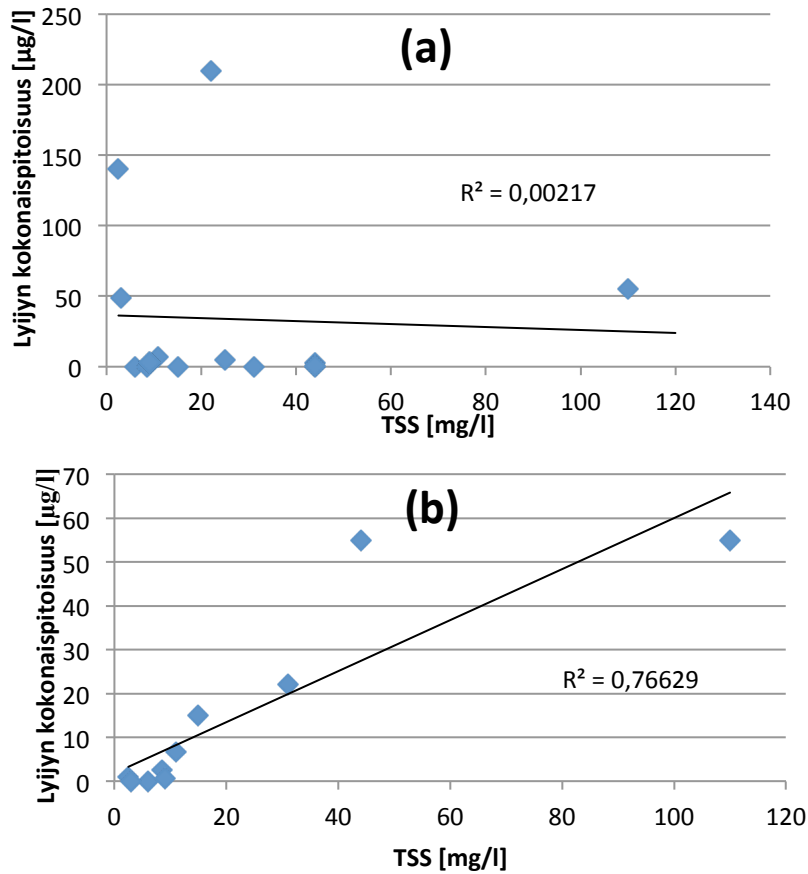 (a)
Lyijyn kokonaispitoisuus [µg/l]
250
200
150
100
50
0
R² = 0,00217
0 20 40 60 80 100 120 140
TSS [mg/l]
(b)
Lyijyn kokonaispitoisuus [µg/l]
70
60
50
40
30
20
10
0
R² = 0,76629
0 20 40 60 80 100 120
TSS [mg/l]